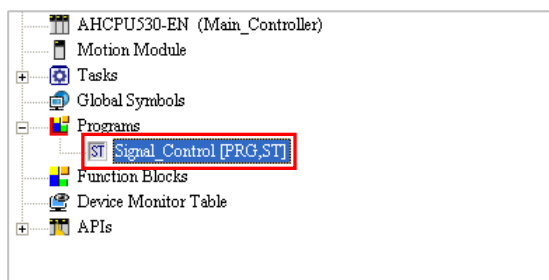 AHCPU530-EN (Main_Controller)
Motion Module
Tasks
Global Symbols
Programs
ST Signal_Control [PRG,ST]
Function Blocks
Device Monitor Table
APIs